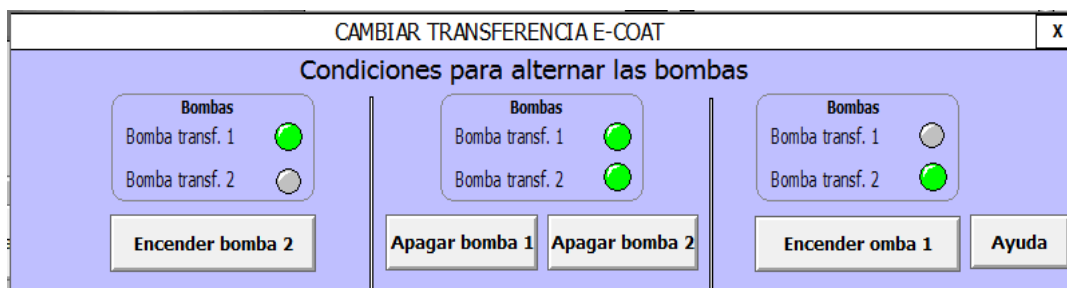 CAMBIAR TRANSFERENCIA E-COAT
X
Condiciones para alternar las bombas
Bombas
Bomba transf. 1
Bomba transf. 2
Encender bomba 2
Bombas
Bomba transf. 1
Bomba transf. 2
Apagar bomba 1
Apagar bomba 2
Bombas
Bomba transf. 1
Bomba transf. 2
Encender omba 1
Ayuda